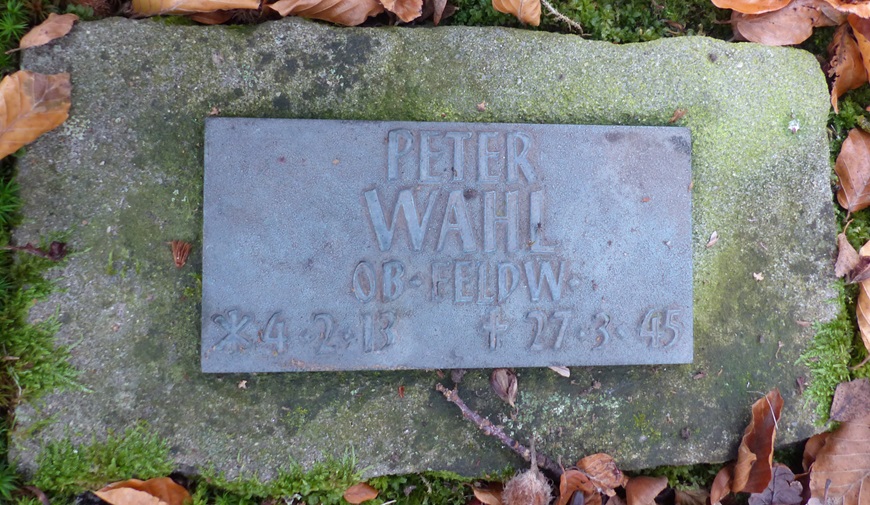 PETER
WAHL
OB·FELDW·
* 4·2·13 † 27·3·45